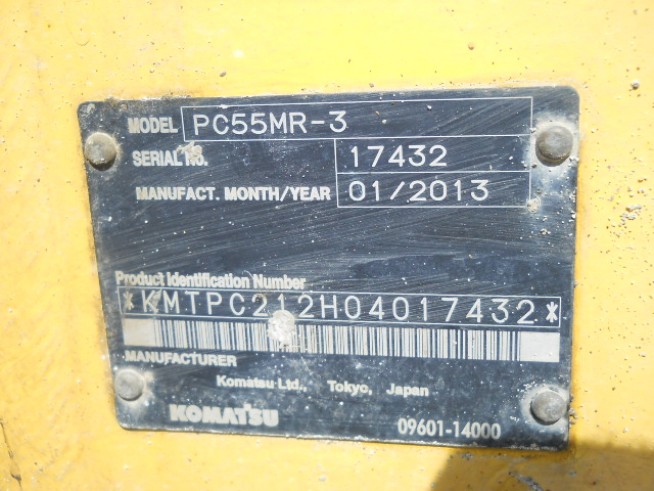 MODEL PC55MR-3
SERIAL NO. 17432
MANUFACT. MONTH/YEAR 01/2013
Product Identification Number
*KMTPC212H04017432*
MANUFACTURER
Komatsu Ltd., Tokyo, Japan
KOMATSU 09601-14000